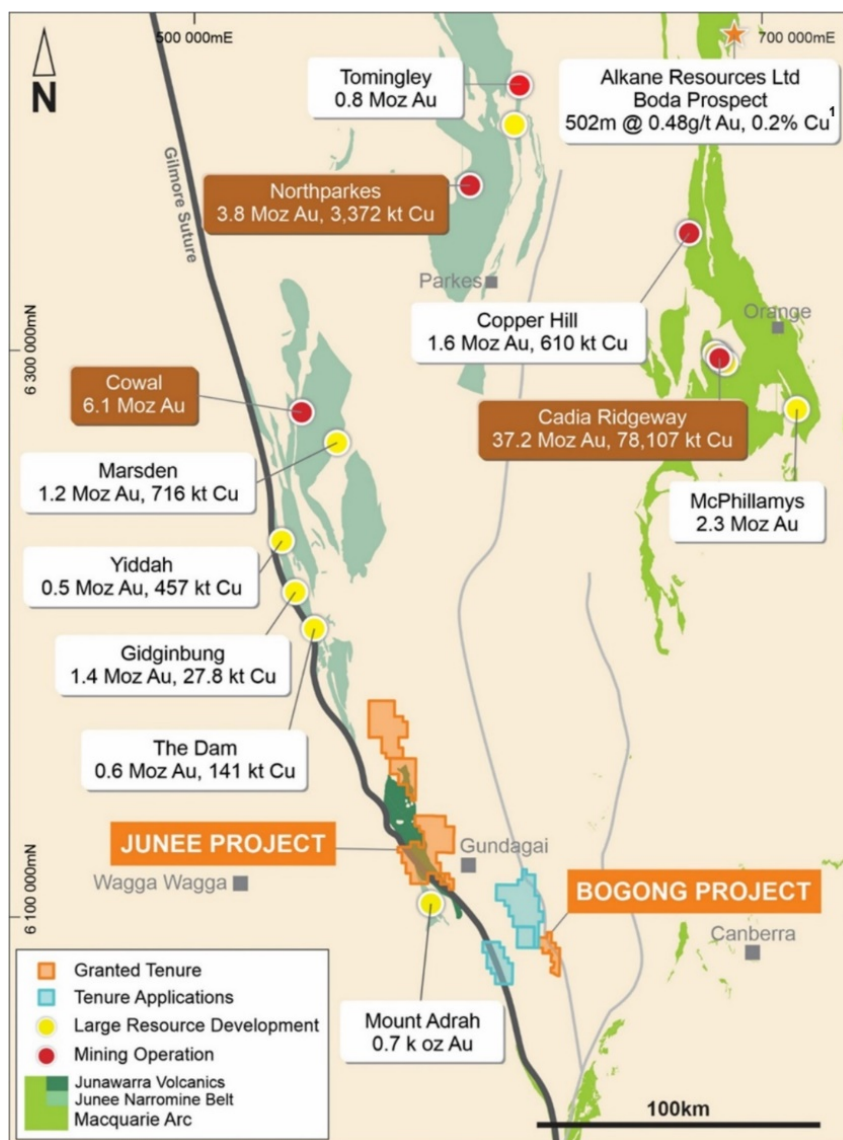 500 000mE
700 000mE
N
Gilmore Suture
Tomingley
0.8 Moz Au
Alkane Resources Ltd
Boda Prospect
502m @ 0.48g/t Au, 0.2% Cu¹
Northparkes
3.8 Moz Au, 3,372 kt Cu
Parkes
Copper Hill
1.6 Moz Au, 610 kt Cu
Orange
6 300 000mN
Cowal
6.1 Moz Au
Cadia Ridgeway
37.2 Moz Au, 78,107 kt Cu
Marsden
1.2 Moz Au, 716 kt Cu
McPhillamys
2.3 Moz Au
Yiddah
0.5 Moz Au, 457 kt Cu
Gidginbung
1.4 Moz Au, 27.8 kt Cu
The Dam
0.6 Moz Au, 141 kt Cu
JUNEE PROJECT
Gundagai
Wagga Wagga
BOGONG PROJECT
6 100 000mN
Canberra
Mount Adrah
0.7 k oz Au
Granted Tenure
Tenure Applications
Large Resource Development
Mining Operation
Junawarra Volcanics
Junee Narromine Belt
Macquarie Arc
100km